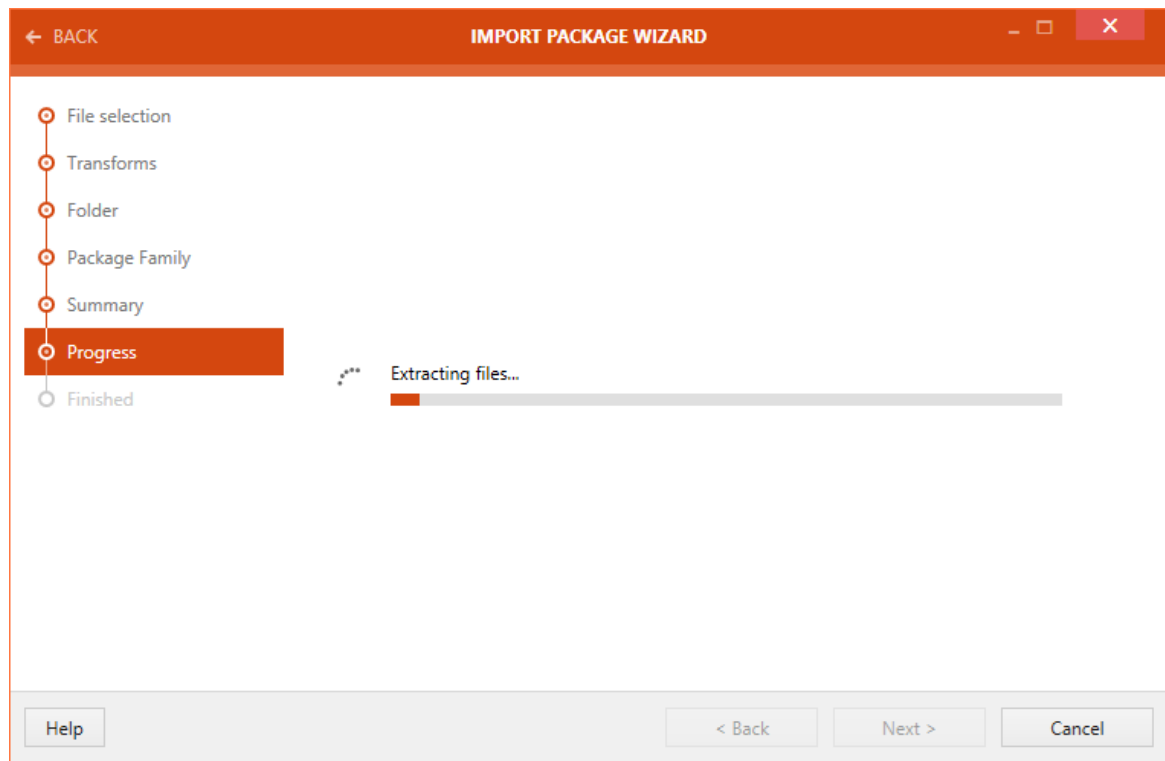 BACK
IMPORT PACKAGE WIZARD
File selection
Transforms
Folder
Package Family
Summary
Progress
Finished
Extracting files...
Help
< Back
Next >
Cancel